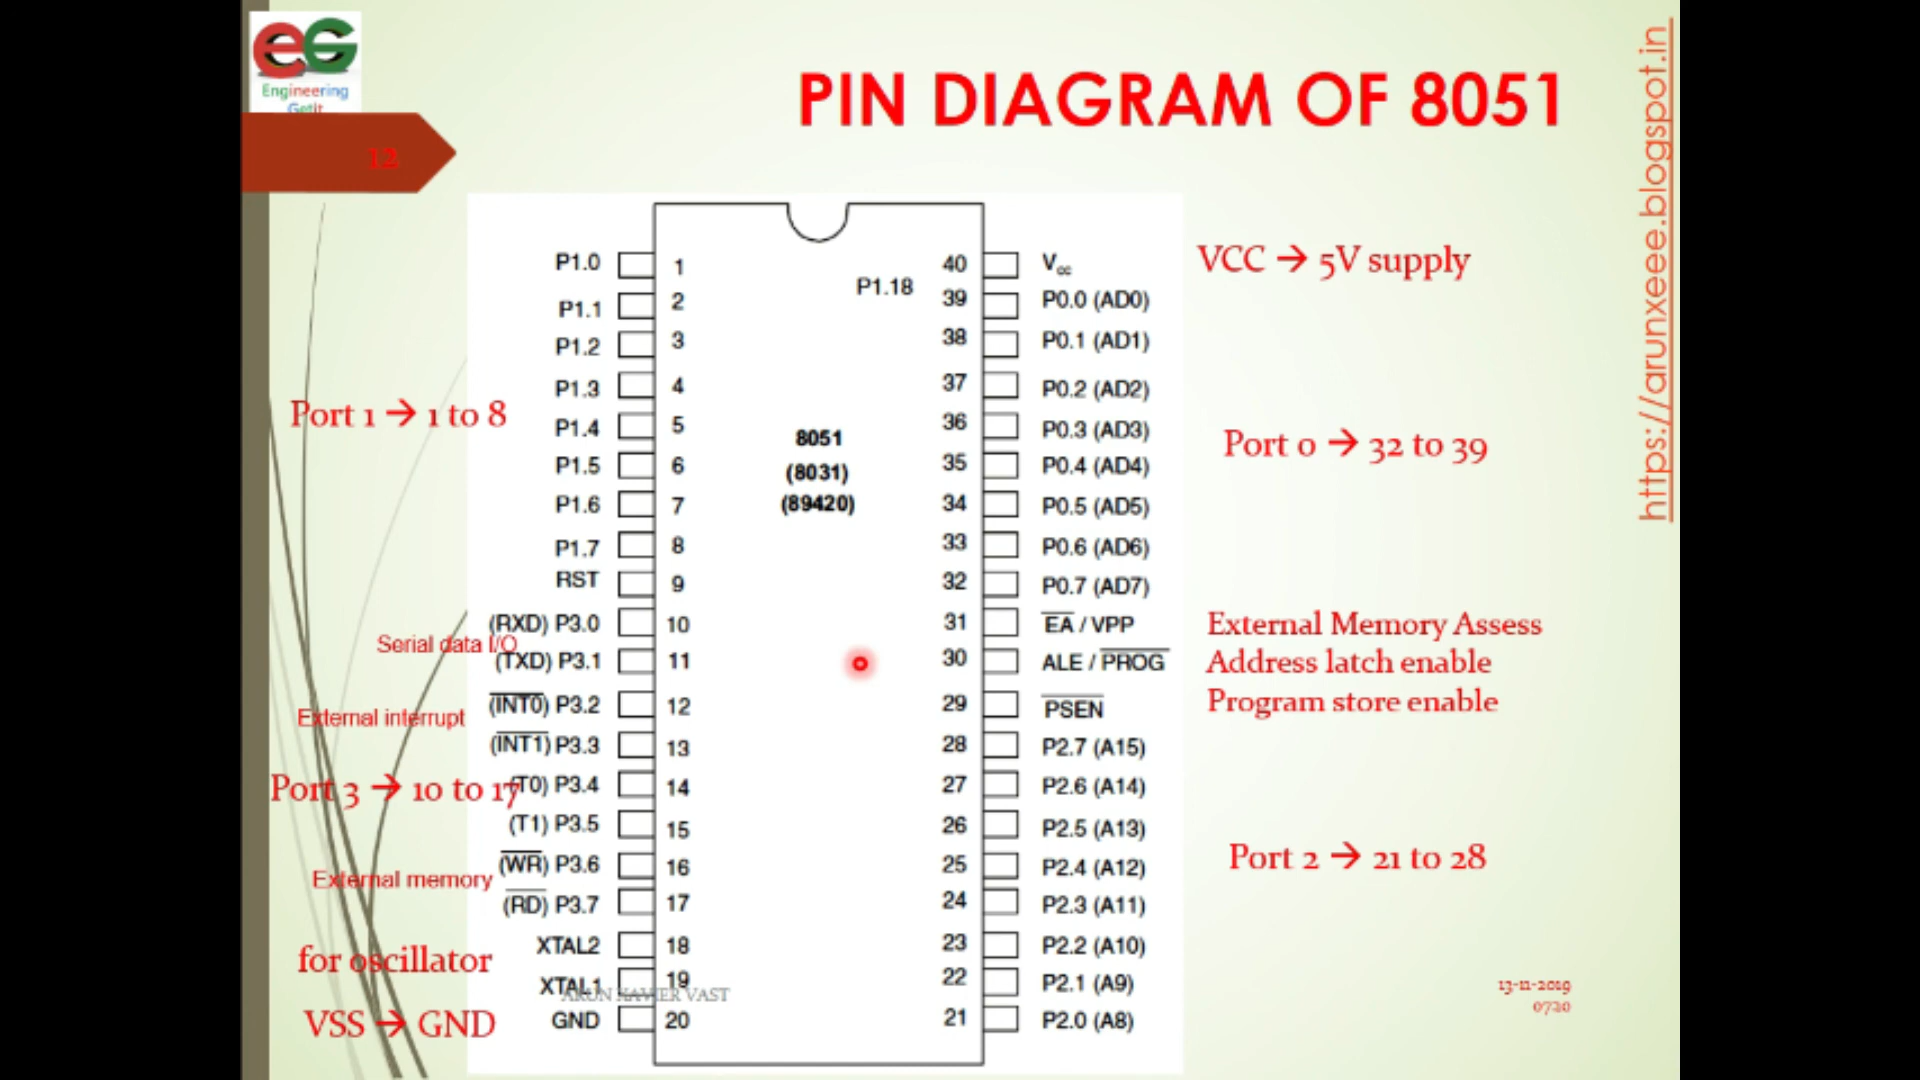 eG
Engineering
Getit
12
PIN DIAGRAM OF 8051
https://arunxeee.blogspot.in
P1.0 1
P1.1 2
P1.2 3
P1.3 4
P1.4 5
P1.5 6
P1.6 7
P1.7 8
RST 9
(RXD) P3.0 10
(TXD) P3.1 11
(INT0) P3.2 12
(INT1) P3.3 13
(T0) P3.4 14
(T1) P3.5 15
(WR) P3.6 16
(RD) P3.7 17
XTAL2 18
XTAL1 19
GND 20
Port 1 → 1 to 8
Serial data I/O
External interrupt
Port 3 → 10 to 17
External memory
for oscillator
VSS → GND
P1.18
8051
(8031)
(89420)
40 Vcc
39 P0.0 (AD0)
38 P0.1 (AD1)
37 P0.2 (AD2)
36 P0.3 (AD3)
35 P0.4 (AD4)
34 P0.5 (AD5)
33 P0.6 (AD6)
32 P0.7 (AD7)
31 EA / VPP
30 ALE / PROG
29 PSEN
28 P2.7 (A15)
27 P2.6 (A14)
26 P2.5 (A13)
25 P2.4 (A12)
24 P2.3 (A11)
23 P2.2 (A10)
22 P2.1 (A9)
21 P2.0 (A8)
VCC → 5V supply
Port 0 → 32 to 39
External Memory Assess
Address latch enable
Program store enable
Port 2 → 21 to 28
ARUN XAVIER VAST
13-11-2019
0720